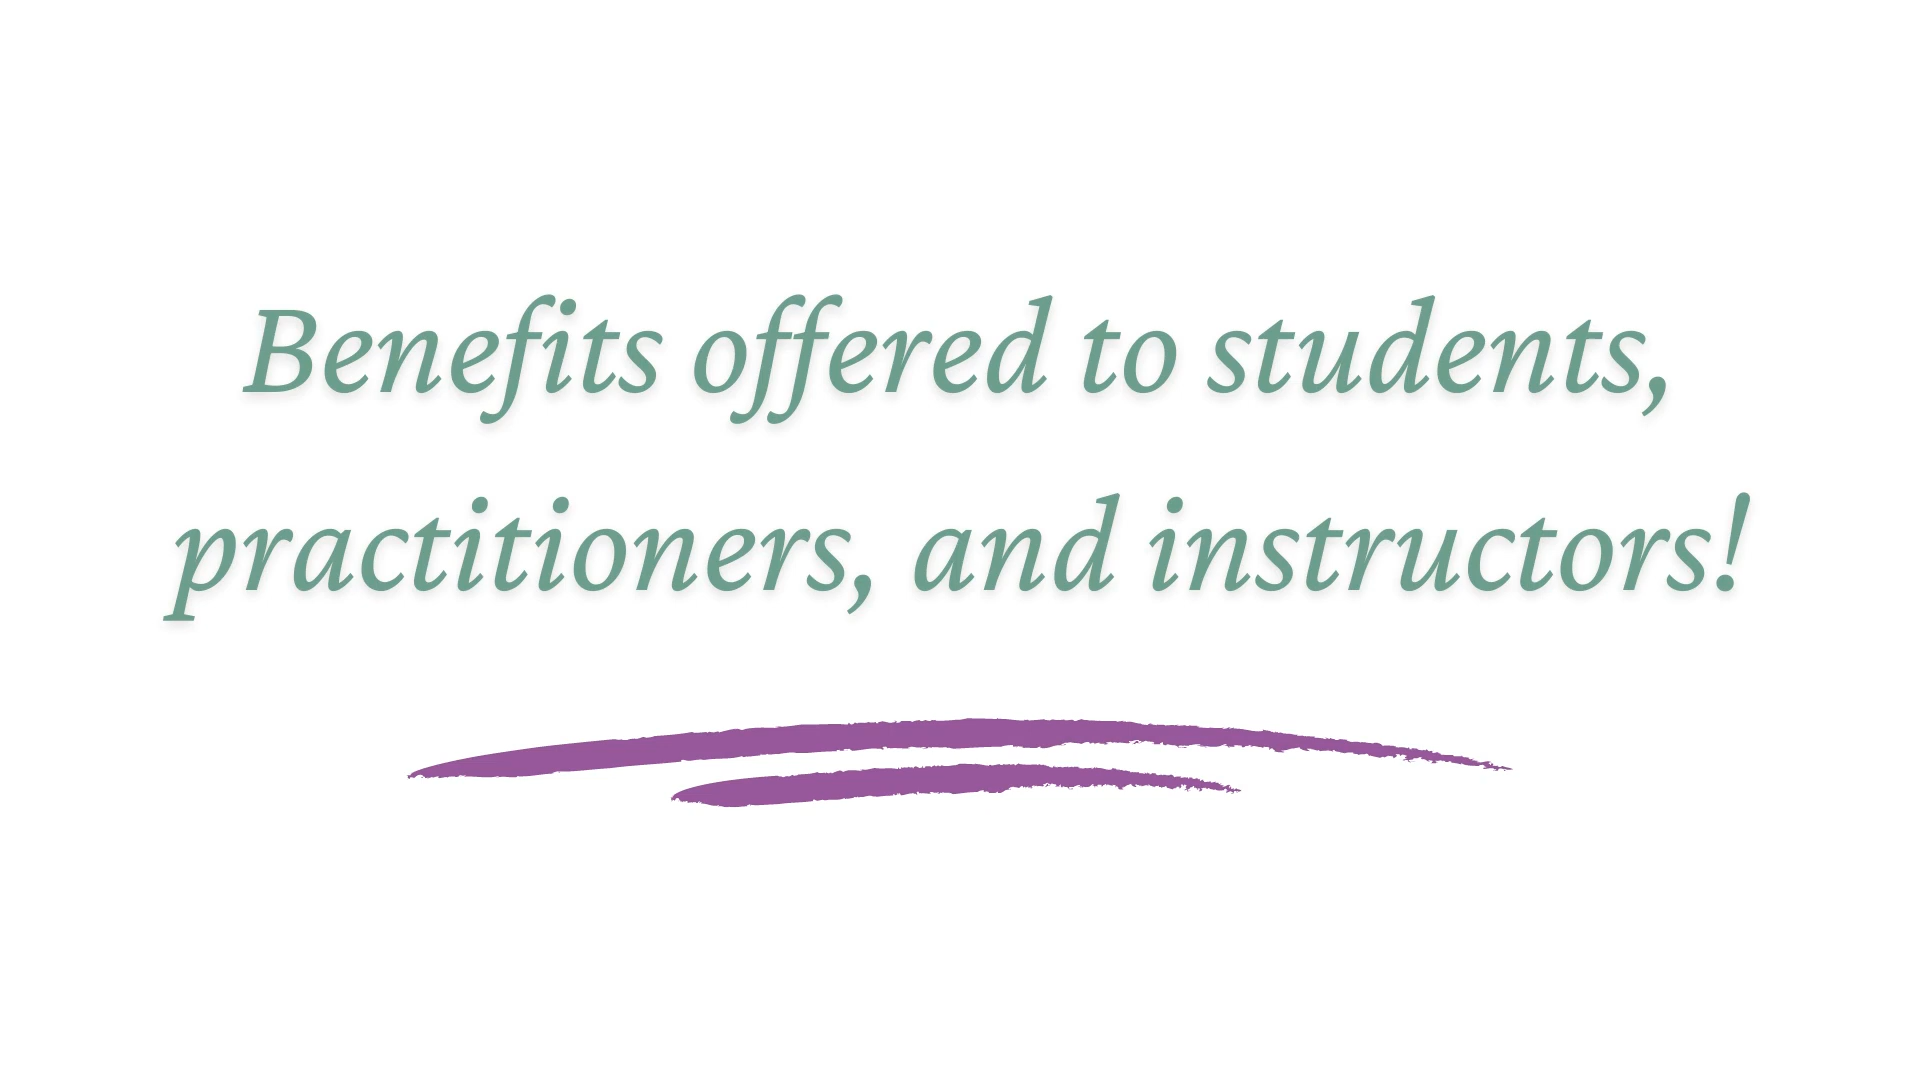 Benefits offered to students,
practitioners, and instructors!